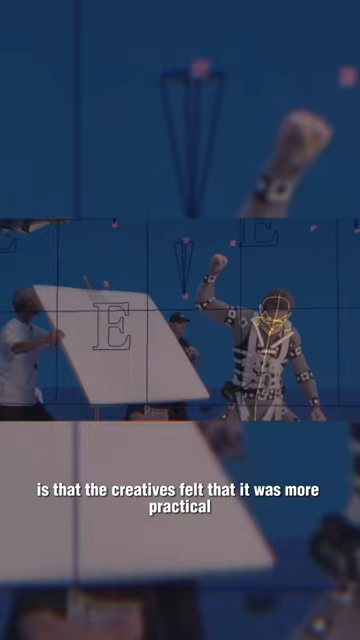 E
E
is that the creatives felt that it was more
practical